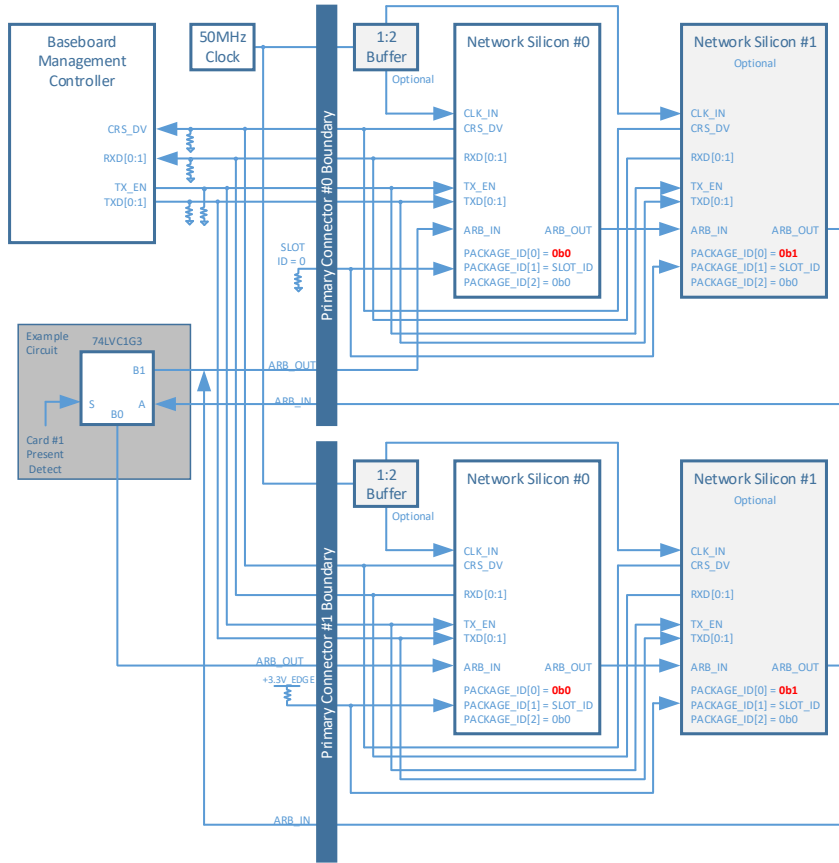 Baseboard
Management
Controller
CRS_DV
RXD[0:1]
TX_EN
TXD[0:1]
50MHz
Clock
1:2
Buffer
Optional
Primary Connector #0 Boundary
SLOT
ID = 0
Network Silicon #0
CLK_IN
CRS_DV
RXD[0:1]
TX_EN
TXD[0:1]
ARB_IN ARB_OUT
PACKAGE_ID[0] = 0b0
PACKAGE_ID[1] = SLOT_ID
PACKAGE_ID[2] = 0b0
Network Silicon #1
Optional
CLK_IN
CRS_DV
RXD[0:1]
TX_EN
TXD[0:1]
ARB_IN ARB_OUT
PACKAGE_ID[0] = 0b1
PACKAGE_ID[1] = SLOT_ID
PACKAGE_ID[2] = 0b0
Example
Circuit
74LVC1G3
B1
S A
B0
Card #1
Present
Detect
ARB_OUT
ARB_IN
1:2
Buffer
Optional
Primary Connector #1 Boundary
ARB_OUT
+3.3V_EDGE
ARB_IN
Network Silicon #0
CLK_IN
CRS_DV
RXD[0:1]
TX_EN
TXD[0:1]
ARB_IN ARB_OUT
PACKAGE_ID[0] = 0b0
PACKAGE_ID[1] = SLOT_ID
PACKAGE_ID[2] = 0b0
Network Silicon #1
Optional
CLK_IN
CRS_DV
RXD[0:1]
TX_EN
TXD[0:1]
ARB_IN ARB_OUT
PACKAGE_ID[0] = 0b1
PACKAGE_ID[1] = SLOT_ID
PACKAGE_ID[2] = 0b0